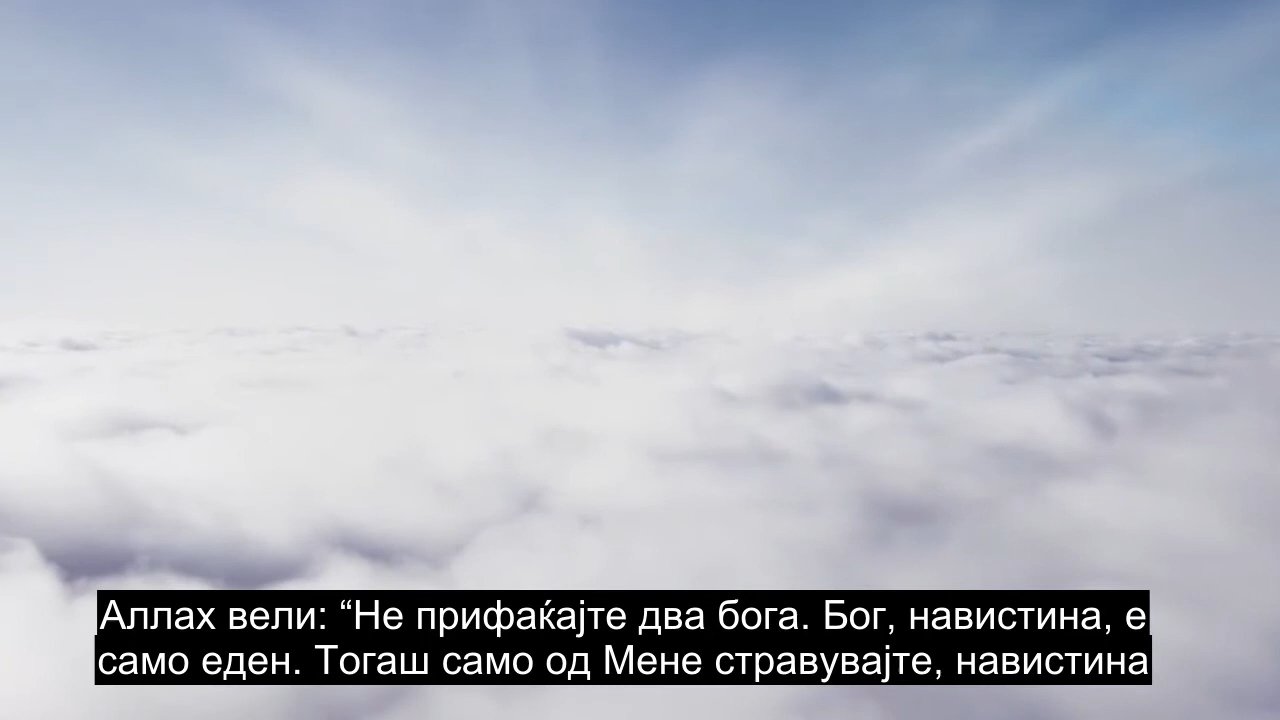 Аллах вели: “Не прифаќајте два бога. Бог, навистина, е
само еден. Тогаш само од Мене стравувајте, навистина